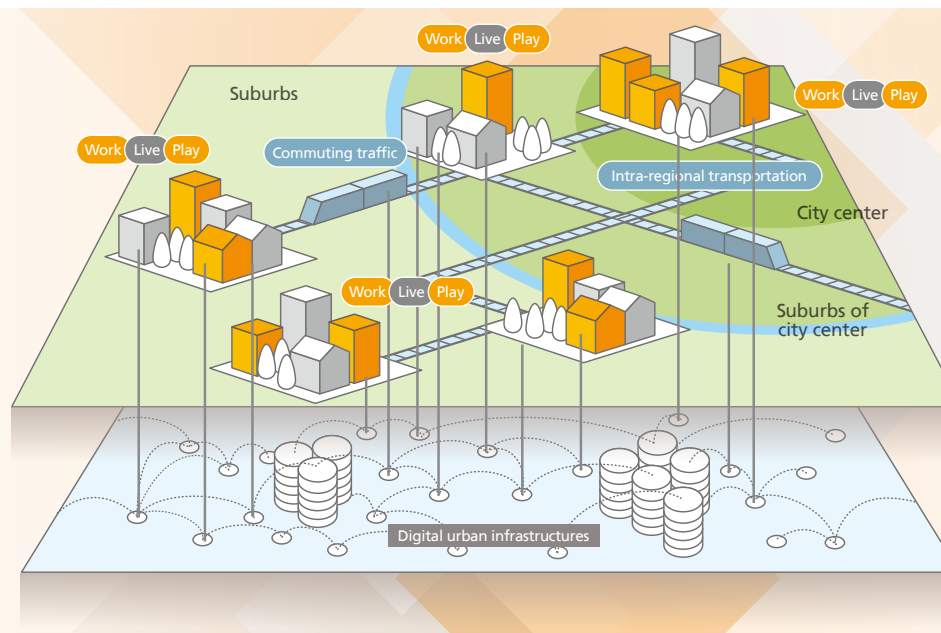 Work Live Play
Suburbs
Work Live Play
Work Live Play
Commuting traffic
Intra-regional transportation
City center
Work Live Play
Suburbs of
city center
Digital urban infrastructures